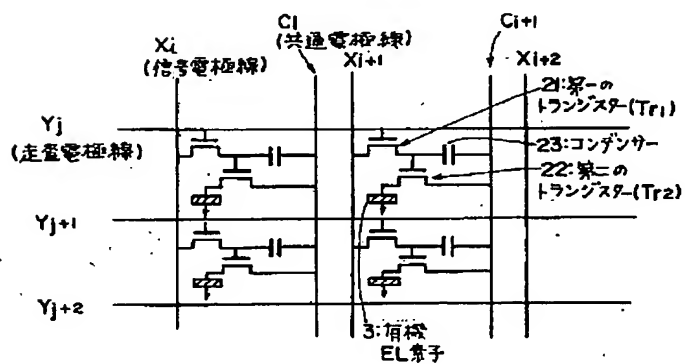 Xi
(信号電極線)
Ci
(共通電極線)
Xi+1
Ci+1
Xi+2
21:第一の
トランジスター(Tr1)
Yj
(走査電極線)
23:コンデンサー
22:第二の
トランジスター(Tr2)
Yj+1
Yj+2
3:有機
EL素子